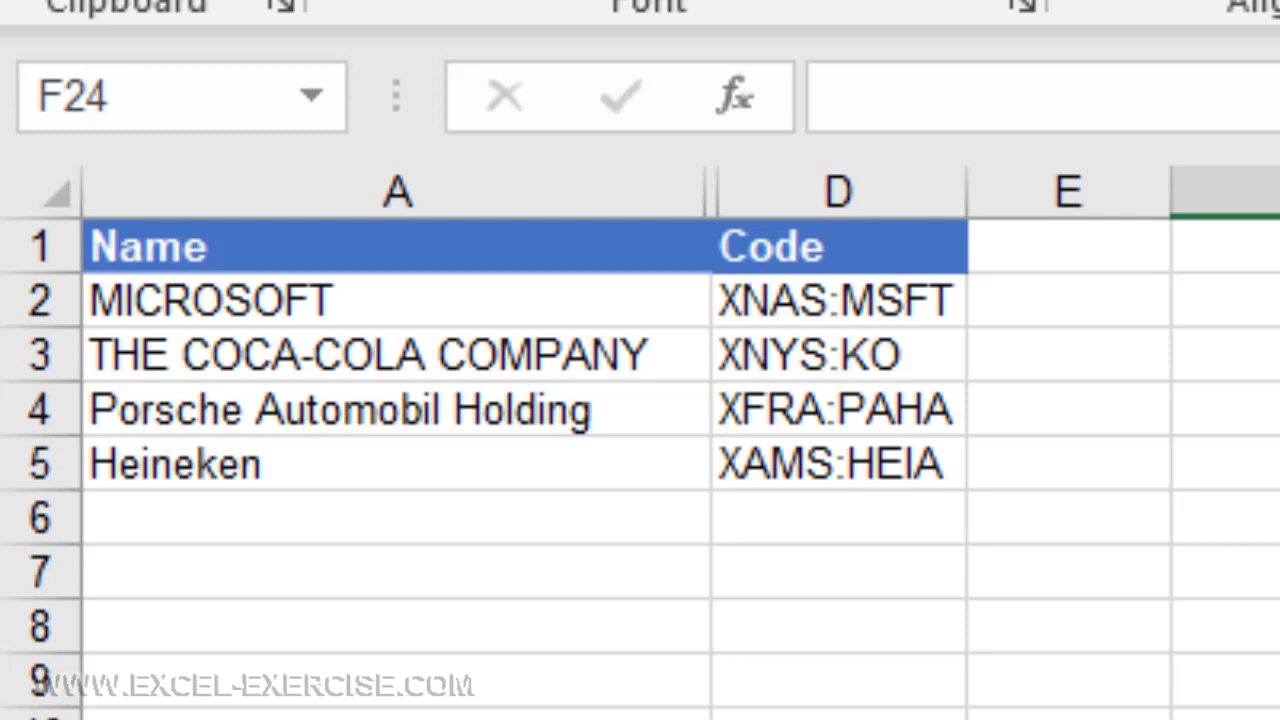 Clipboard Font
F24 fx
A D E
1 Name Code
2 MICROSOFT XNAS:MSFT
3 THE COCA-COLA COMPANY XNYS:KO
4 Porsche Automobil Holding XFRA:PAHA
5 Heineken XAMS:HEIA
6
7
8
9
WWW.EXCEL-EXERCISE.COM